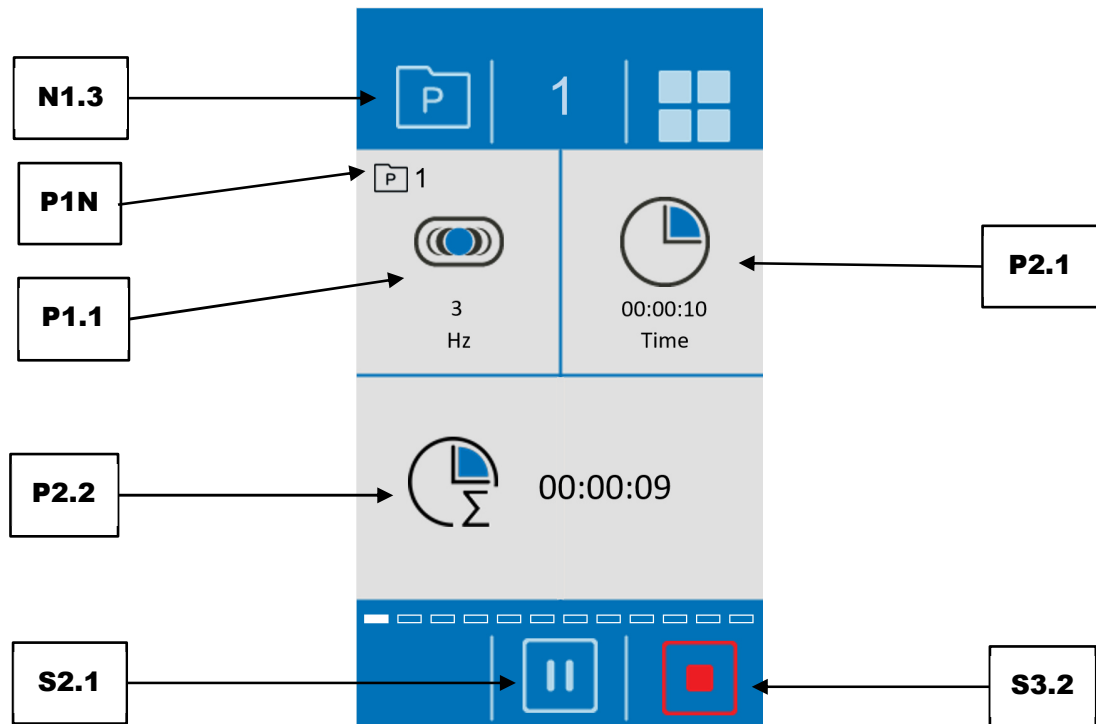 N1.3
P
1
P1N
P 1
P1.1
3
Hz
00:00:10
Time
P2.1
P2.2
Σ
00:00:09
S2.1
S3.2